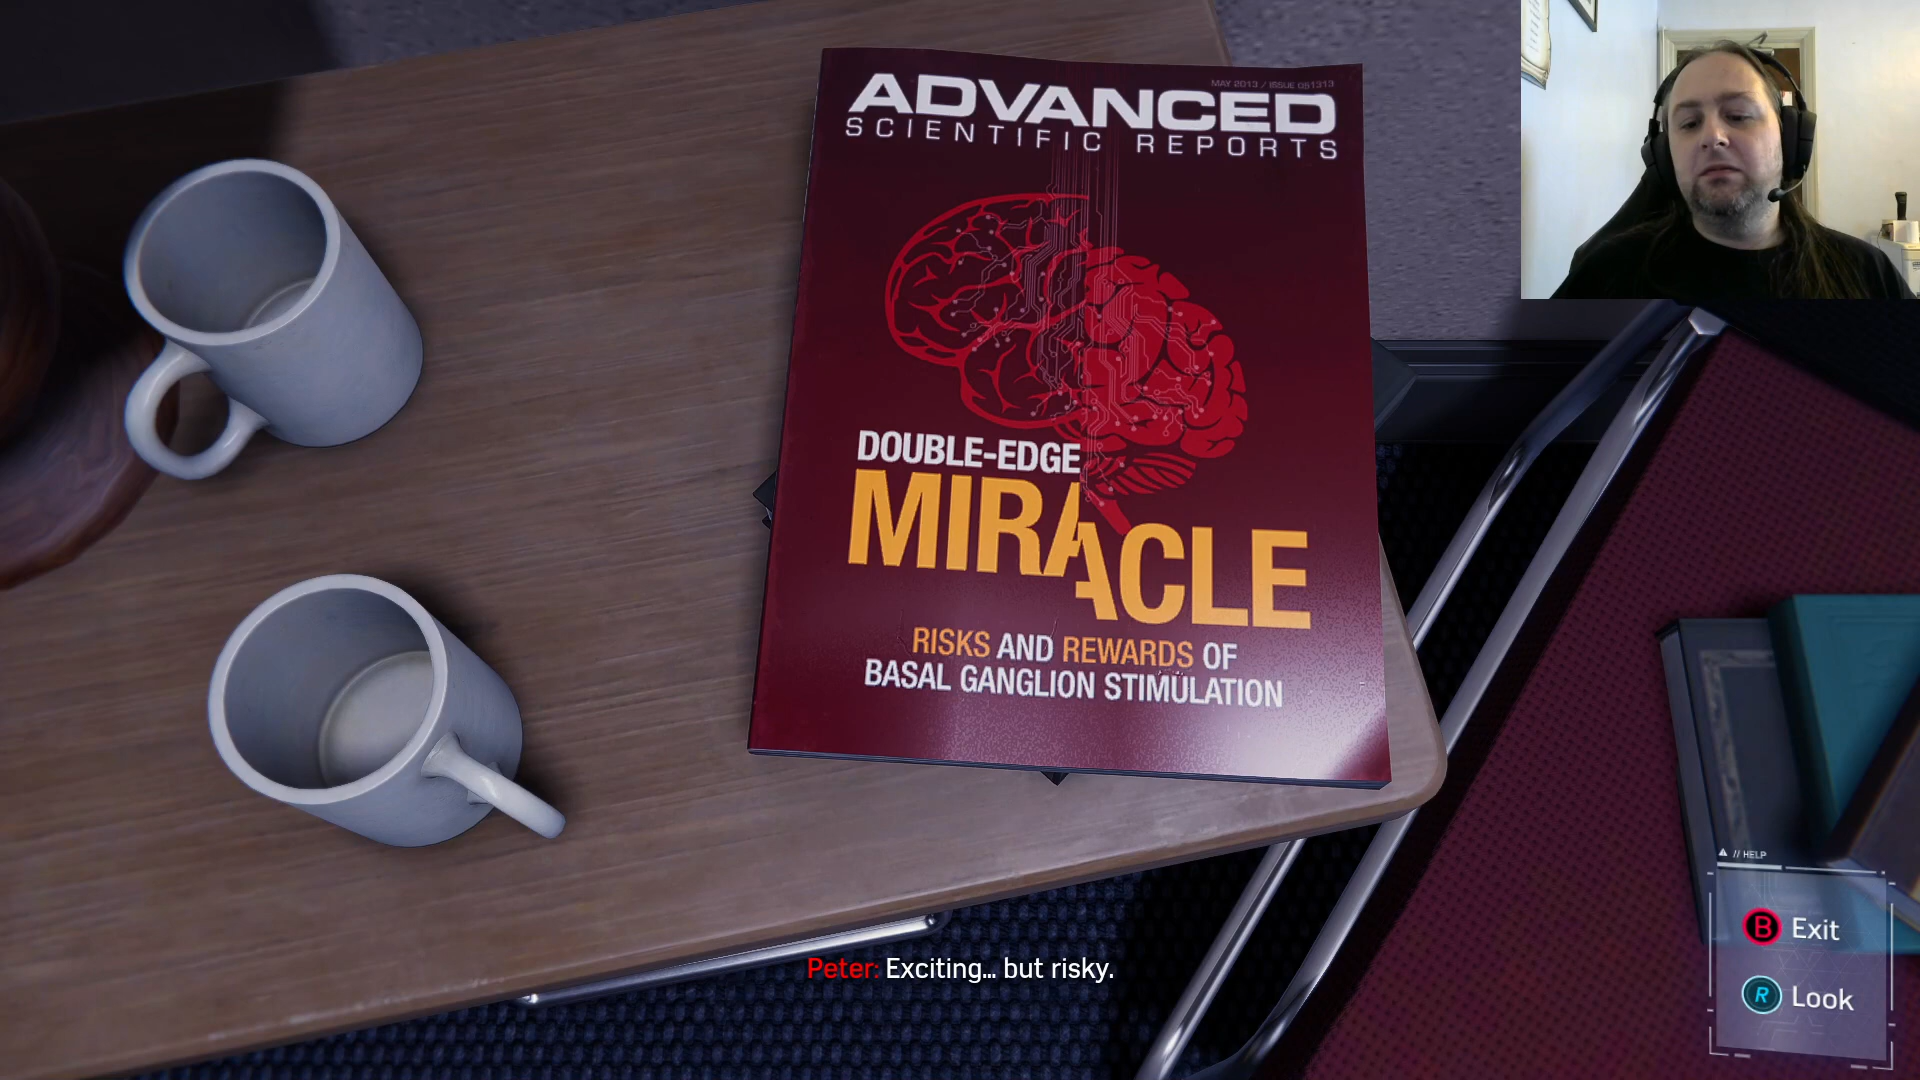 MAY 2013 / ISSUE 051313
ADVANCED
SCIENTIFIC REPORTS
DOUBLE-EDGE
MIRACLE
RISKS AND REWARDS OF
BASAL GANGLION STIMULATION
// HELP
B Exit
R Look
Peter: Exciting... but risky.